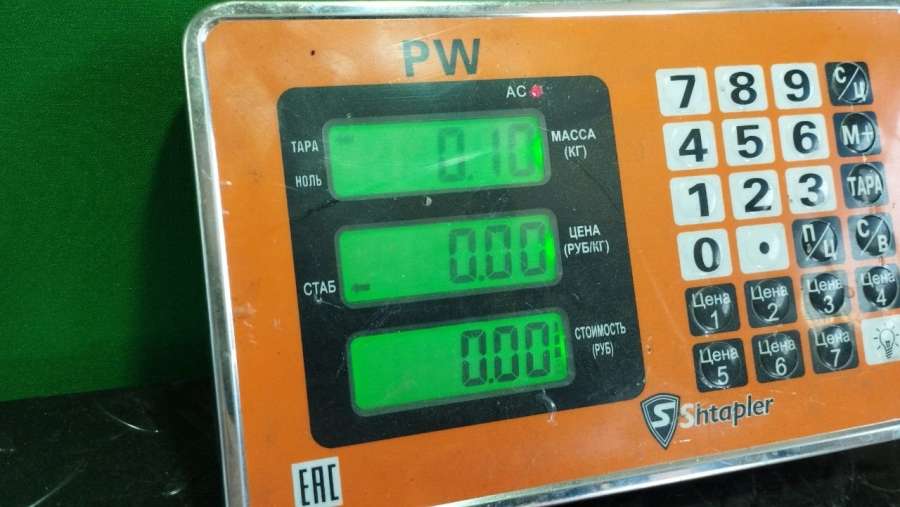 PW
AC
ТАРА
НОЛЬ
0.10
МАССА
(КГ)
СТАБ
0.00
ЦЕНА
(РУБ/КГ)
0.00
СТОИМОСТЬ
(РУБ)
7 8 9 С/Ц
4 5 6 М+
1 2 3 ТАРА
0 . П/Ц С/В
Цена 1 Цена 2 Цена 3 Цена 4
Цена 5 Цена 6 Цена 7
S Shtapler
EAC